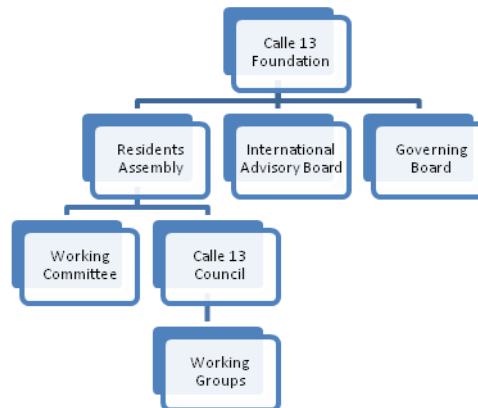 Calle 13
Foundation
Residents
Assembly
International
Advisory Board
Governing
Board
Working
Committee
Calle 13
Council
Working
Groups